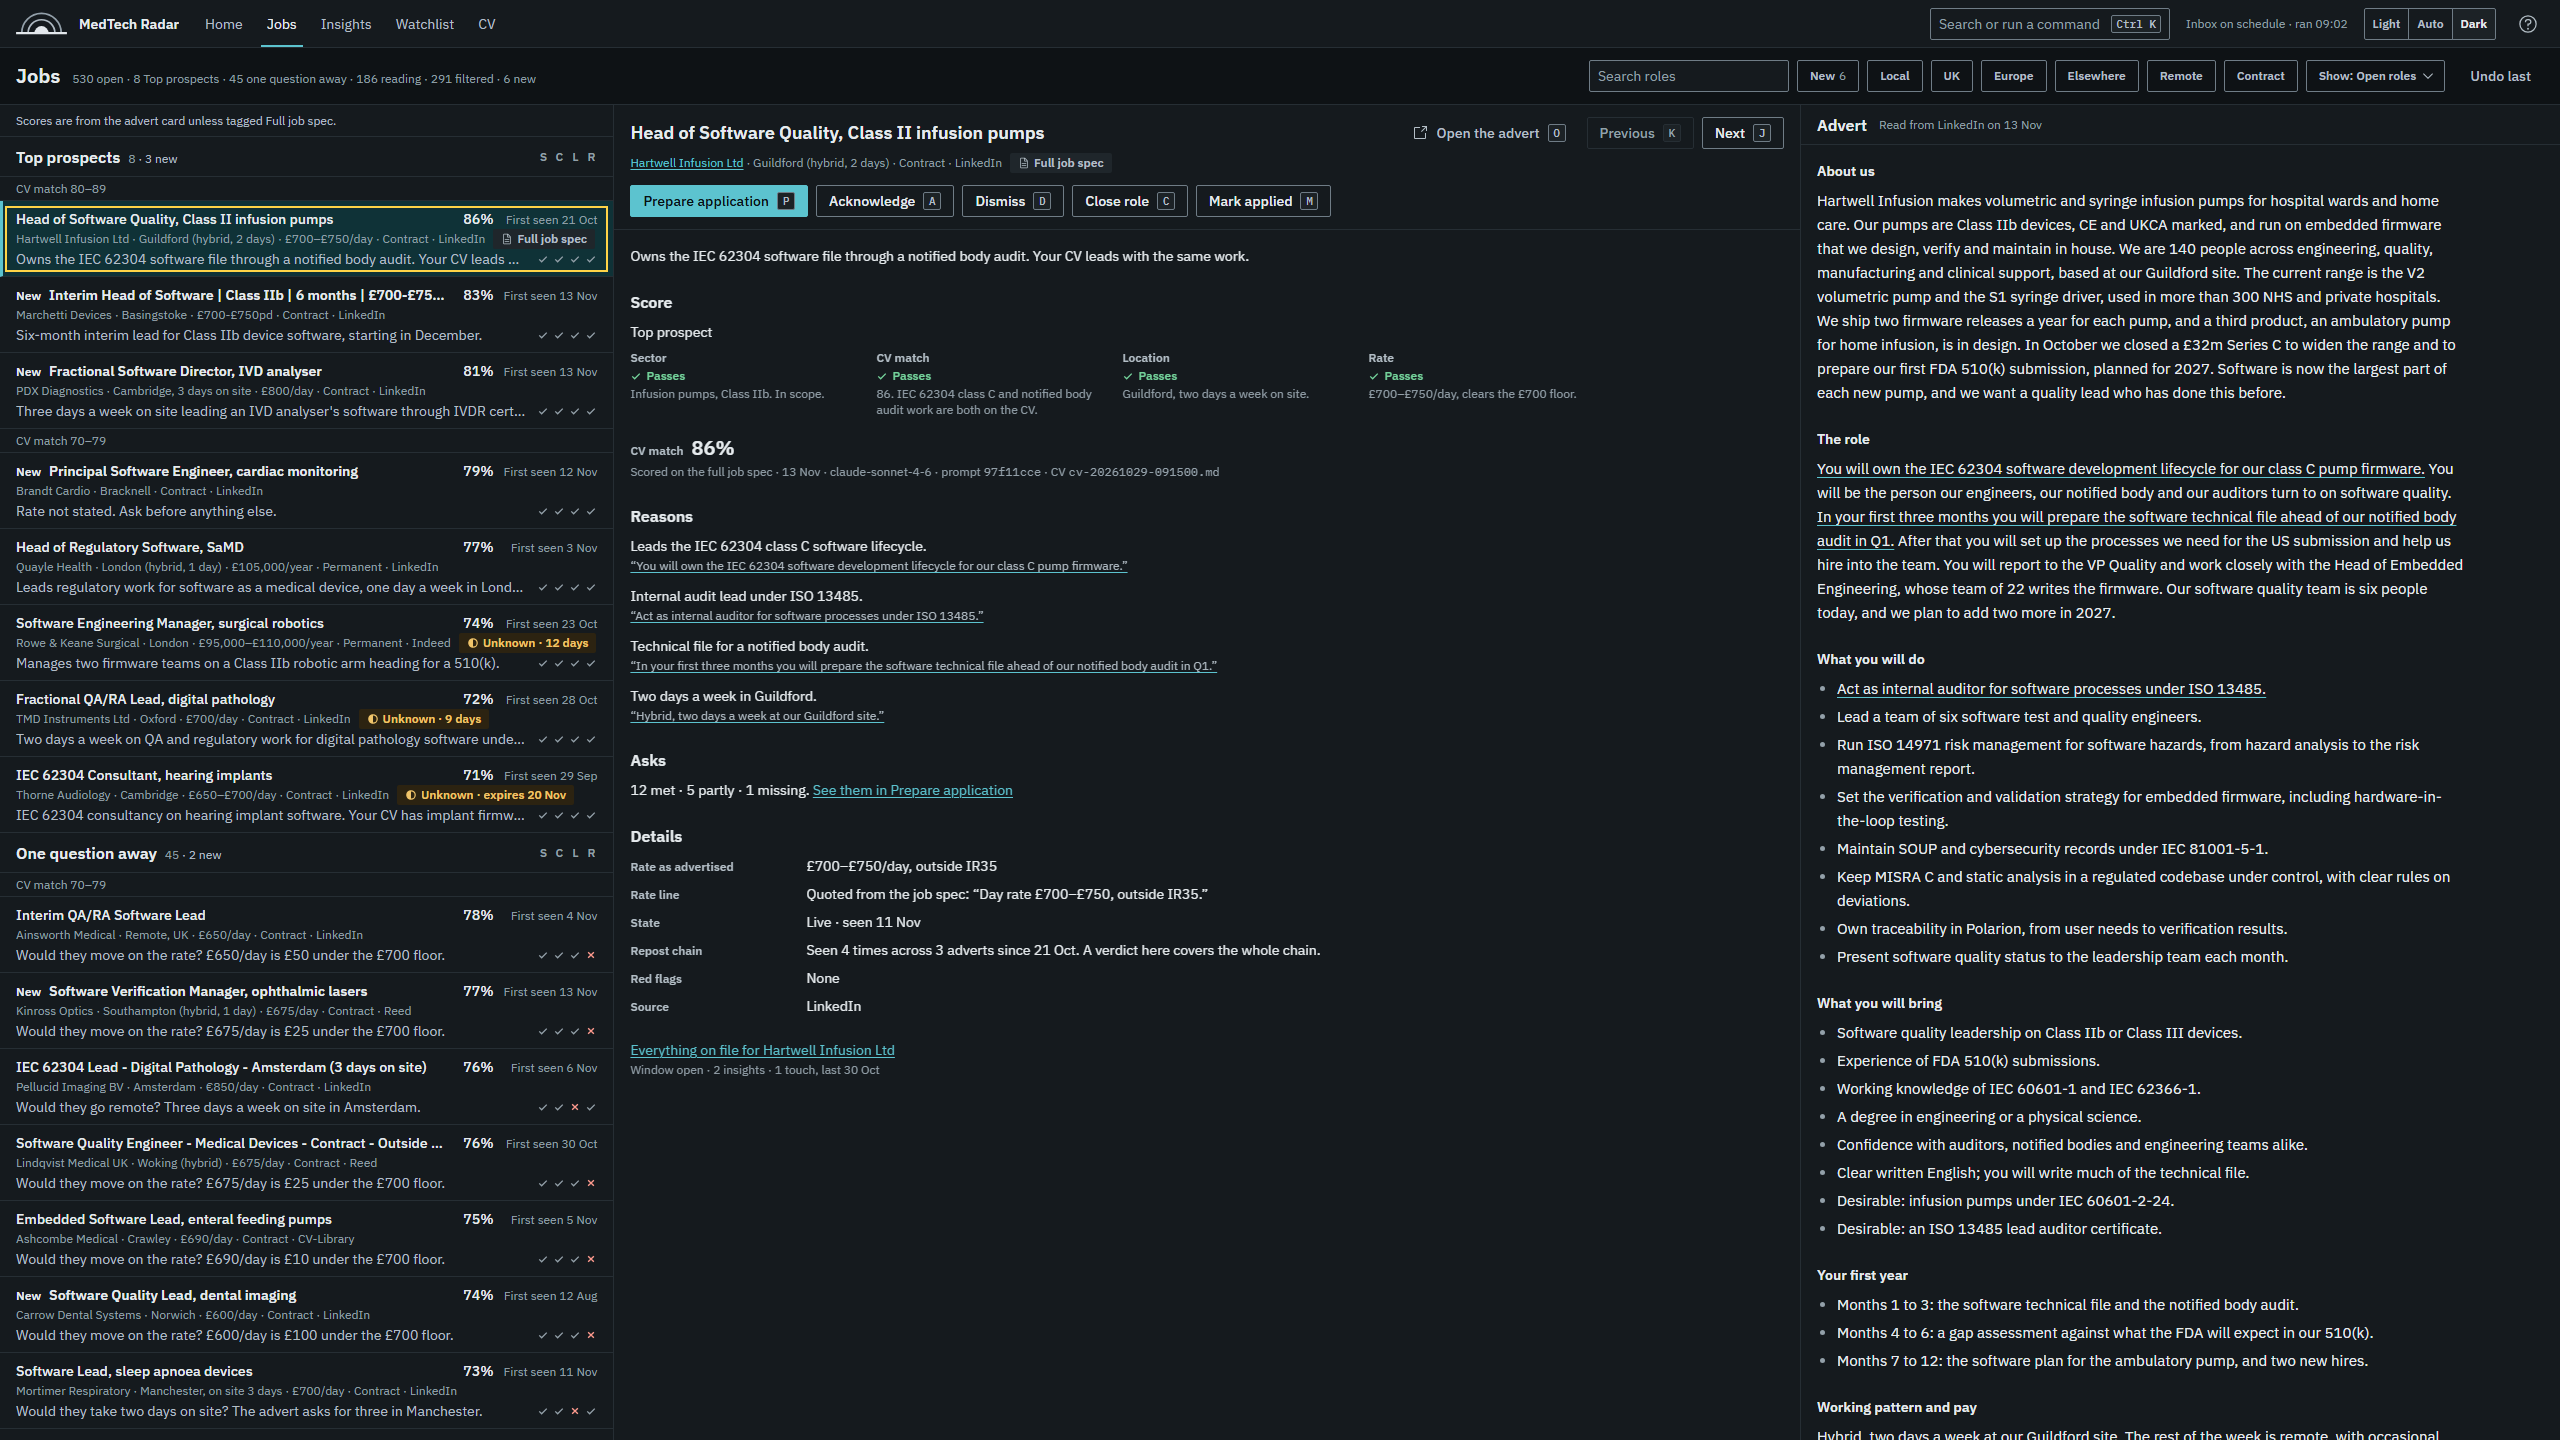 MedTech Radar
Home
Jobs
Insights
Watchlist
CV
Search or run a command Ctrl K
Inbox on schedule · ran 09:02
Light
Auto
Dark
Jobs
530 open · 8 Top prospects · 45 one question away · 186 reading · 291 filtered · 6 new
Search roles
New 6
Local
UK
Europe
Elsewhere
Remote
Contract
Show: Open roles
Undo last
Scores are from the advert card unless tagged Full job spec.
Top prospects 8 · 3 new S C L R
CV match 80–89
Head of Software Quality, Class II infusion pumps 86% First seen 21 Oct
Hartwell Infusion Ltd · Guildford (hybrid, 2 days) · £700–£750/day · Contract · LinkedIn Full job spec
Owns the IEC 62304 software file through a notified body audit. Your CV leads ...
New Interim Head of Software | Class IIb | 6 months | £700-£75... 83% First seen 13 Nov
Marchetti Devices · Basingstoke · £700-£750pd · Contract · LinkedIn
Six-month interim lead for Class IIb device software, starting in December.
New Fractional Software Director, IVD analyser 81% First seen 13 Nov
PDX Diagnostics · Cambridge, 3 days on site · £800/day · Contract · LinkedIn
Three days a week on site leading an IVD analyser's software through IVDR cert...
CV match 70–79
New Principal Software Engineer, cardiac monitoring 79% First seen 12 Nov
Brandt Cardio · Bracknell · Contract · LinkedIn
Rate not stated. Ask before anything else.
Head of Regulatory Software, SaMD 77% First seen 3 Nov
Quayle Health · London (hybrid, 1 day) · £105,000/year · Permanent · LinkedIn
Leads regulatory work for software as a medical device, one day a week in Lond...
Software Engineering Manager, surgical robotics 74% First seen 23 Oct
Rowe & Keane Surgical · London · £95,000–£110,000/year · Permanent · Indeed Unknown · 12 days
Manages two firmware teams on a Class IIb robotic arm heading for a 510(k).
Fractional QA/RA Lead, digital pathology 72% First seen 28 Oct
TMD Instruments Ltd · Oxford · £700/day · Contract · LinkedIn Unknown · 9 days
Two days a week on QA and regulatory work for digital pathology software unde...
IEC 62304 Consultant, hearing implants 71% First seen 29 Sep
Thorne Audiology · Cambridge · £650–£700/day · Contract · LinkedIn Unknown · expires 20 Nov
IEC 62304 consultancy on hearing implant software. Your CV has implant firmw...
One question away 45 · 2 new S C L R
CV match 70–79
Interim QA/RA Software Lead 78% First seen 4 Nov
Ainsworth Medical · Remote, UK · £650/day · Contract · LinkedIn
Would they move on the rate? £650/day is £50 under the £700 floor.
New Software Verification Manager, ophthalmic lasers 77% First seen 13 Nov
Kinross Optics · Southampton (hybrid, 1 day) · £675/day · Contract · Reed
Would they move on the rate? £675/day is £25 under the £700 floor.
IEC 62304 Lead - Digital Pathology - Amsterdam (3 days on site) 76% First seen 6 Nov
Pellucid Imaging BV · Amsterdam · €850/day · Contract · LinkedIn
Would they go remote? Three days a week on site in Amsterdam.
Software Quality Engineer - Medical Devices - Contract - Outside ... 76% First seen 30 Oct
Lindqvist Medical UK · Woking (hybrid) · £675/day · Contract · Reed
Would they move on the rate? £675/day is £25 under the £700 floor.
Embedded Software Lead, enteral feeding pumps 75% First seen 5 Nov
Ashcombe Medical · Crawley · £690/day · Contract · CV-Library
Would they move on the rate? £690/day is £10 under the £700 floor.
New Software Quality Lead, dental imaging 74% First seen 12 Aug
Carrow Dental Systems · Norwich · £600/day · Contract · LinkedIn
Would they move on the rate? £600/day is £100 under the £700 floor.
Software Lead, sleep apnoea devices 73% First seen 11 Nov
Mortimer Respiratory · Manchester, on site 3 days · £700/day · Contract · LinkedIn
Would they take two days on site? The advert asks for three in Manchester.
Head of Software Quality, Class II infusion pumps
Open the advert O
Previous K
Next J
Hartwell Infusion Ltd · Guildford (hybrid, 2 days) · Contract · LinkedIn Full job spec
Prepare application P
Acknowledge A
Dismiss D
Close role C
Mark applied M
Owns the IEC 62304 software file through a notified body audit. Your CV leads with the same work.
Score
Top prospect
Sector
Passes
Infusion pumps, Class IIb. In scope.
CV match
Passes
86. IEC 62304 class C and notified body
audit work are both on the CV.
Location
Passes
Guildford, two days a week on site.
Rate
Passes
£700–£750/day, clears the £700 floor.
CV match 86%
Scored on the full job spec · 13 Nov · claude-sonnet-4-6 · prompt 97f11cce · CV cv-20261029-091500.md
Reasons
Leads the IEC 62304 class C software lifecycle.
“You will own the IEC 62304 software development lifecycle for our class C pump firmware.”
Internal audit lead under ISO 13485.
“Act as internal auditor for software processes under ISO 13485.”
Technical file for a notified body audit.
“In your first three months you will prepare the software technical file ahead of our notified body audit in Q1.”
Two days a week in Guildford.
“Hybrid, two days a week at our Guildford site.”
Asks
12 met · 5 partly · 1 missing. See them in Prepare application
Details
Rate as advertised £700–£750/day, outside IR35
Rate line Quoted from the job spec: “Day rate £700–£750, outside IR35.”
State Live · seen 11 Nov
Repost chain Seen 4 times across 3 adverts since 21 Oct. A verdict here covers the whole chain.
Red flags None
Source LinkedIn
Everything on file for Hartwell Infusion Ltd
Window open · 2 insights · 1 touch, last 30 Oct
Advert Read from LinkedIn on 13 Nov
About us
Hartwell Infusion makes volumetric and syringe infusion pumps for hospital wards and home
care. Our pumps are Class IIb devices, CE and UKCA marked, and run on embedded firmware
that we design, verify and maintain in house. We are 140 people across engineering, quality,
manufacturing and clinical support, based at our Guildford site. The current range is the V2
volumetric pump and the S1 syringe driver, used in more than 300 NHS and private hospitals.
We ship two firmware releases a year for each pump, and a third product, an ambulatory pump
for home infusion, is in design. In October we closed a £32m Series C to widen the range and to
prepare our first FDA 510(k) submission, planned for 2027. Software is now the largest part of
each new pump, and we want a quality lead who has done this before.
The role
You will own the IEC 62304 software development lifecycle for our class C pump firmware. You
will be the person our engineers, our notified body and our auditors turn to on software quality.
In your first three months you will prepare the software technical file ahead of our notified body
audit in Q1. After that you will set up the processes we need for the US submission and help us
hire into the team. You will report to the VP Quality and work closely with the Head of Embedded
Engineering, whose team of 22 writes the firmware. Our software quality team is six people
today, and we plan to add two more in 2027.
What you will do
• Act as internal auditor for software processes under ISO 13485.
• Lead a team of six software test and quality engineers.
• Run ISO 14971 risk management for software hazards, from hazard analysis to the risk
management report.
• Set the verification and validation strategy for embedded firmware, including hardware-in-
the-loop testing.
• Maintain SOUP and cybersecurity records under IEC 81001-5-1.
• Keep MISRA C and static analysis in a regulated codebase under control, with clear rules on
deviations.
• Own traceability in Polarion, from user needs to verification results.
• Present software quality status to the leadership team each month.
What you will bring
• Software quality leadership on Class IIb or Class III devices.
• Experience of FDA 510(k) submissions.
• Working knowledge of IEC 60601-1 and IEC 62366-1.
• A degree in engineering or a physical science.
• Confidence with auditors, notified bodies and engineering teams alike.
• Clear written English; you will write much of the technical file.
• Desirable: infusion pumps under IEC 60601-2-24.
• Desirable: an ISO 13485 lead auditor certificate.
Your first year
• Months 1 to 3: the software technical file and the notified body audit.
• Months 4 to 6: a gap assessment against what the FDA will expect in our 510(k).
• Months 7 to 12: the software plan for the ambulatory pump, and two new hires.
Working pattern and pay
Hybrid, two days a week at our Guildford site. The rest of the week is remote, with occasional